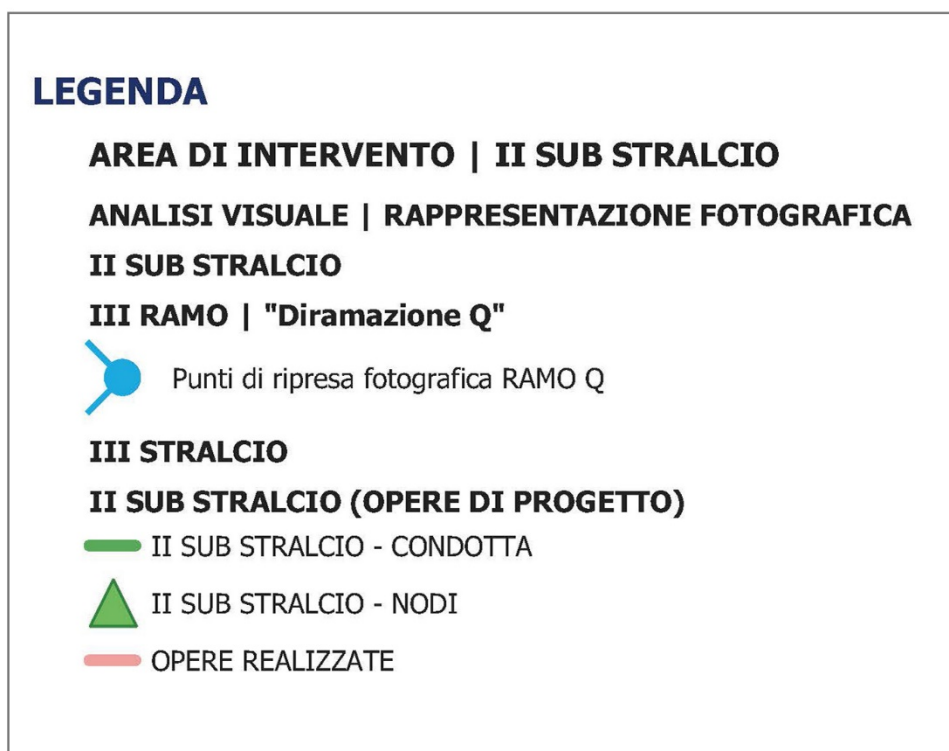 LEGENDA
AREA DI INTERVENTO | II SUB STRALCIO
ANALISI VISUALE | RAPPRESENTAZIONE FOTOGRAFICA
II SUB STRALCIO
III RAMO | "Diramazione Q"
Punti di ripresa fotografica RAMO Q
III STRALCIO
II SUB STRALCIO (OPERE DI PROGETTO)
II SUB STRALCIO - CONDOTTA
II SUB STRALCIO - NODI
OPERE REALIZZATE